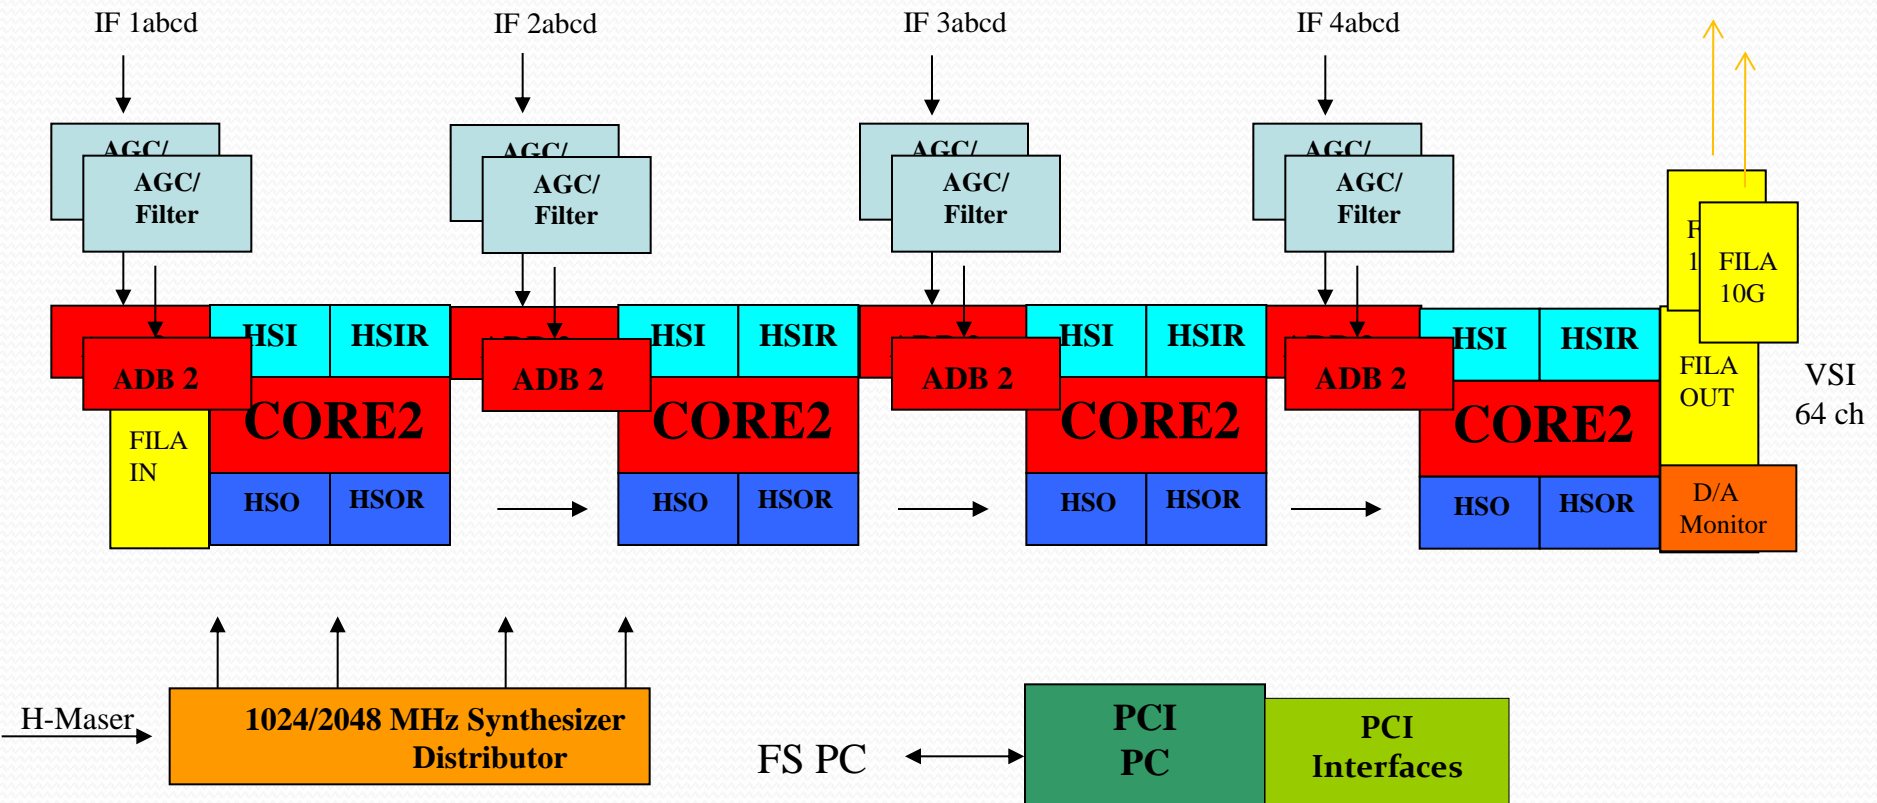 IF 1abcd
IF 2abcd
IF 3abcd
IF 4abcd
AGC/
AGC/
Filter
AGC/
AGC/
Filter
AGC/
AGC/
Filter
AGC/
AGC/
Filter
F
1
FILA
10G
ADB 2
HSI
HSIR
ADB 2
HSI
HSIR
ADB 2
HSI
HSIR
ADB 2
HSI
HSIR
FILA
OUT
VSI
64 ch
FILA
IN
CORE2
CORE2
CORE2
CORE2
HSO
HSOR
HSO
HSOR
HSO
HSOR
HSO
HSOR
D/A
Monitor
H-Maser
1024/2048 MHz Synthesizer
Distributor
FS PC
PCI
PC
PCI
Interfaces